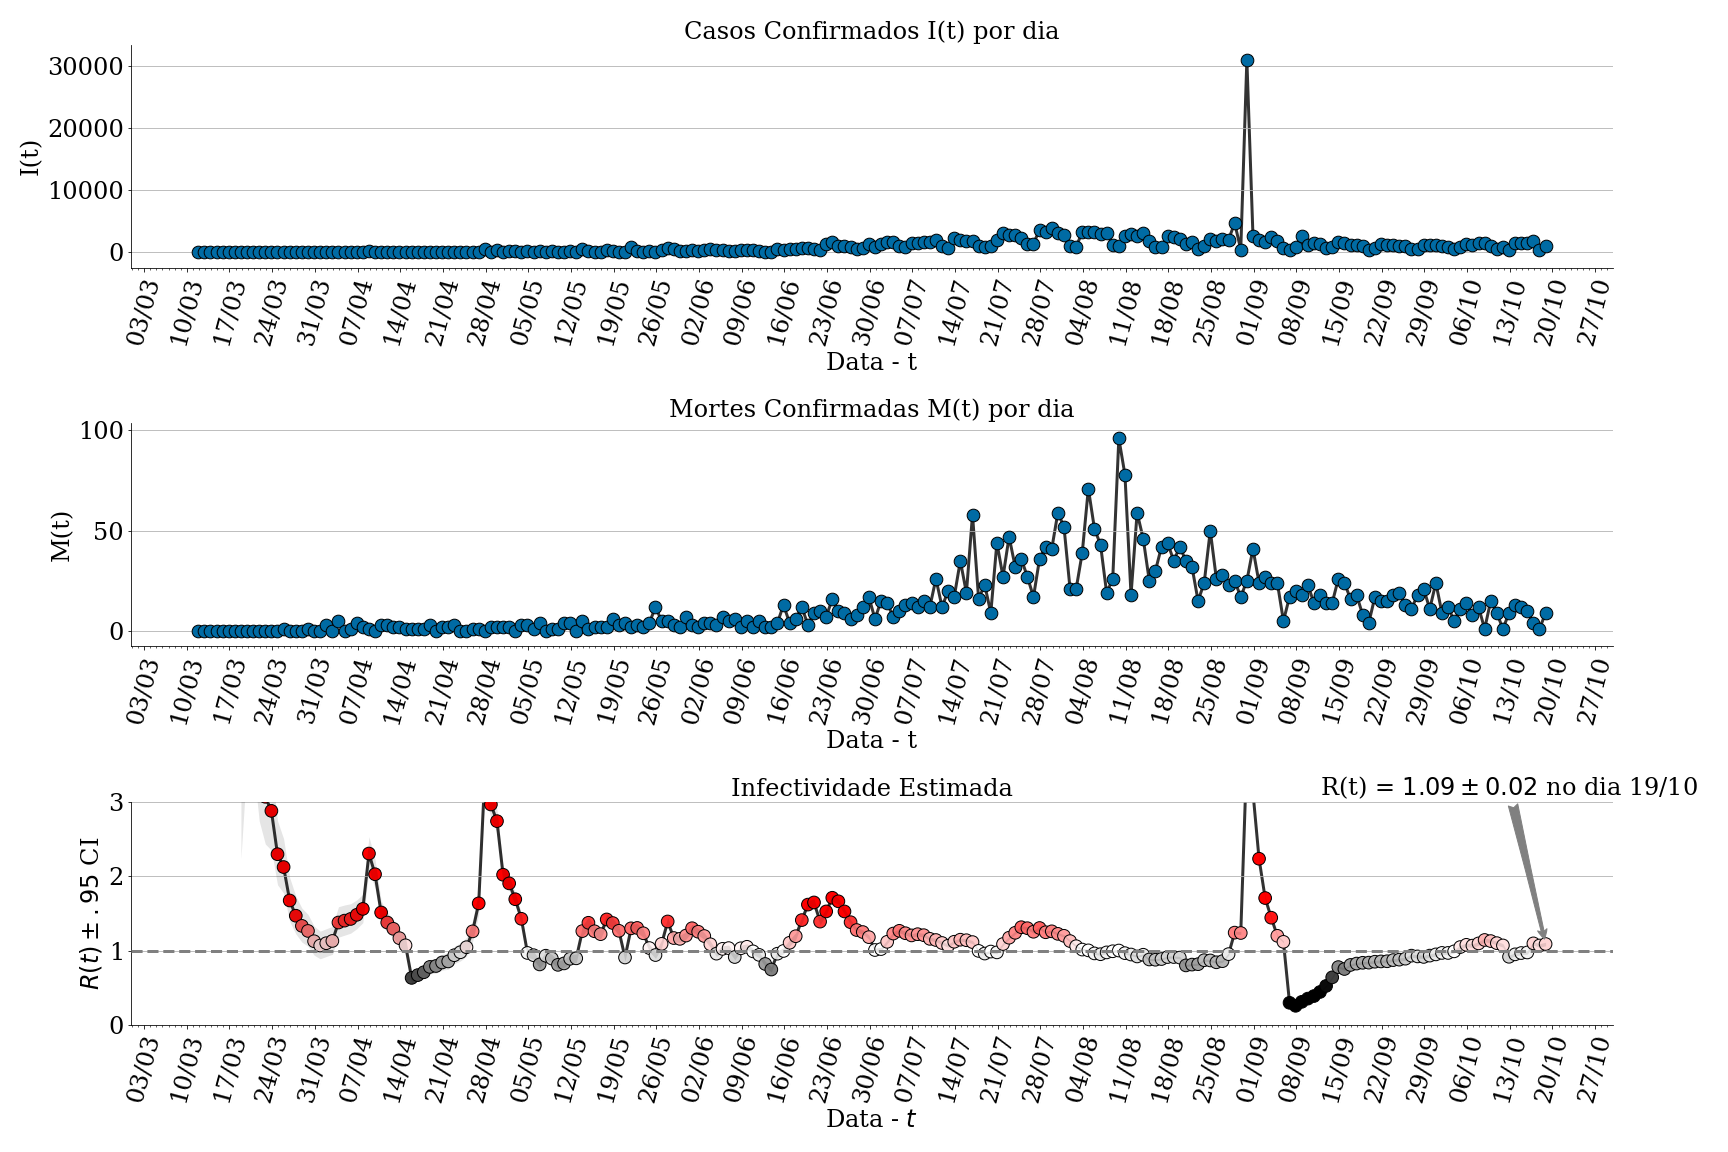 Casos Confirmados I(t) por dia
30000
20000
10000
0
I(t)
03/03 10/03 17/03 24/03 31/03 07/04 14/04 21/04 28/04 05/05 12/05 19/05 26/05 02/06 09/06 16/06 23/06 30/06 07/07 14/07 21/07 28/07 04/08 11/08 18/08 25/08 01/09 08/09 15/09 22/09 29/09 06/10 13/10 20/10 27/10
Data - t
Mortes Confirmadas M(t) por dia
100
50
0
M(t)
03/03 10/03 17/03 24/03 31/03 07/04 14/04 21/04 28/04 05/05 12/05 19/05 26/05 02/06 09/06 16/06 23/06 30/06 07/07 14/07 21/07 28/07 04/08 11/08 18/08 25/08 01/09 08/09 15/09 22/09 29/09 06/10 13/10 20/10 27/10
Data - t
Infectividade Estimada
R(t) = 1.09 ± 0.02 no dia 19/10
3
2
1
0
R(t) ± .95 CI
03/03 10/03 17/03 24/03 31/03 07/04 14/04 21/04 28/04 05/05 12/05 19/05 26/05 02/06 09/06 16/06 23/06 30/06 07/07 14/07 21/07 28/07 04/08 11/08 18/08 25/08 01/09 08/09 15/09 22/09 29/09 06/10 13/10 20/10 27/10
Data - t